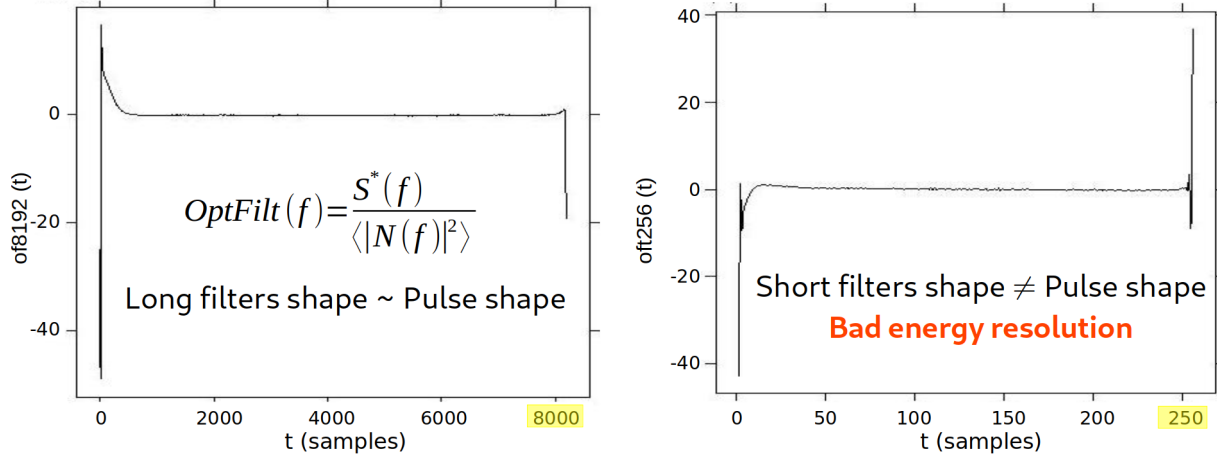 0
-20
-40
of8192 (t)
OptFilt(f)=S*(f)/⟨|N(f)|²⟩
Long filters shape ~ Pulse shape
0 2000 4000 6000 8000
t (samples)
40
20
0
-20
-40
oft256 (t)
Short filters shape ≠ Pulse shape
Bad energy resolution
0 50 100 150 200 250
t (samples)